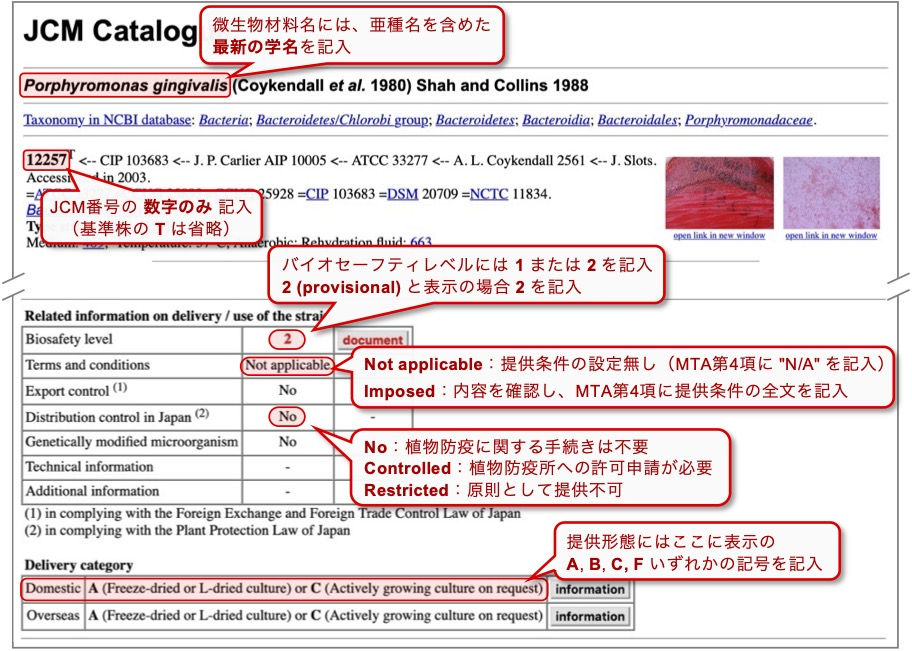 JCM Catalog
微生物材料名には、亜種名を含めた
最新の学名を記入
Porphyromonas gingivalis (Coykendall et al. 1980) Shah and Collins 1988
Taxonomy in NCBI database: Bacteria; Bacteroidetes/Chlorobi group; Bacteroidetes; Bacteroidia; Bacteroidales; Porphyromonadaceae.
12257T <-- CIP 103683 <-- J. P. Carlier AIP 10005 <-- ATCC 33277 <-- A. L. Coykendall 2561 <-- J. Slots.
in 2003.
25928 =CIP 103683 =DSM 20709 =NCTC 11834.
JCM番号の 数字のみ 記入
(基準株の T は省略)
Rehydration fluid: 663
open link in new window
open link in new window
バイオセーフティレベルには 1 または 2 を記入
2 (provisional) と表示の場合 2 を記入
Related information on delivery / use of the
Biosafety level 2 document
Terms and conditions Not applicable
Not applicable：提供条件の設定無し（MTA第4項に "N/A" を記入）
Imposed：内容を確認し、MTA第4項に提供条件の全文を記入
Export control (1) No
Distribution control in Japan (2) No -
Genetically modified microorganism No
No：植物防疫に関する手続きは不要
Controlled：植物防疫所への許可申請が必要
Restricted：原則として提供不可
Technical information -
Additional information -
(1) in complying with the Foreign Exchange and Foreign Trade Control Law of Japan
(2) in complying with the Plant Protection Law of Japan
提供形態にはここに表示の
A, B, C, F いずれかの記号を記入
Delivery category
Domestic A (Freeze-dried or L-dried culture) or C (Actively growing culture on request) information
Overseas A (Freeze-dried or L-dried culture) or C (Actively growing culture on request) information